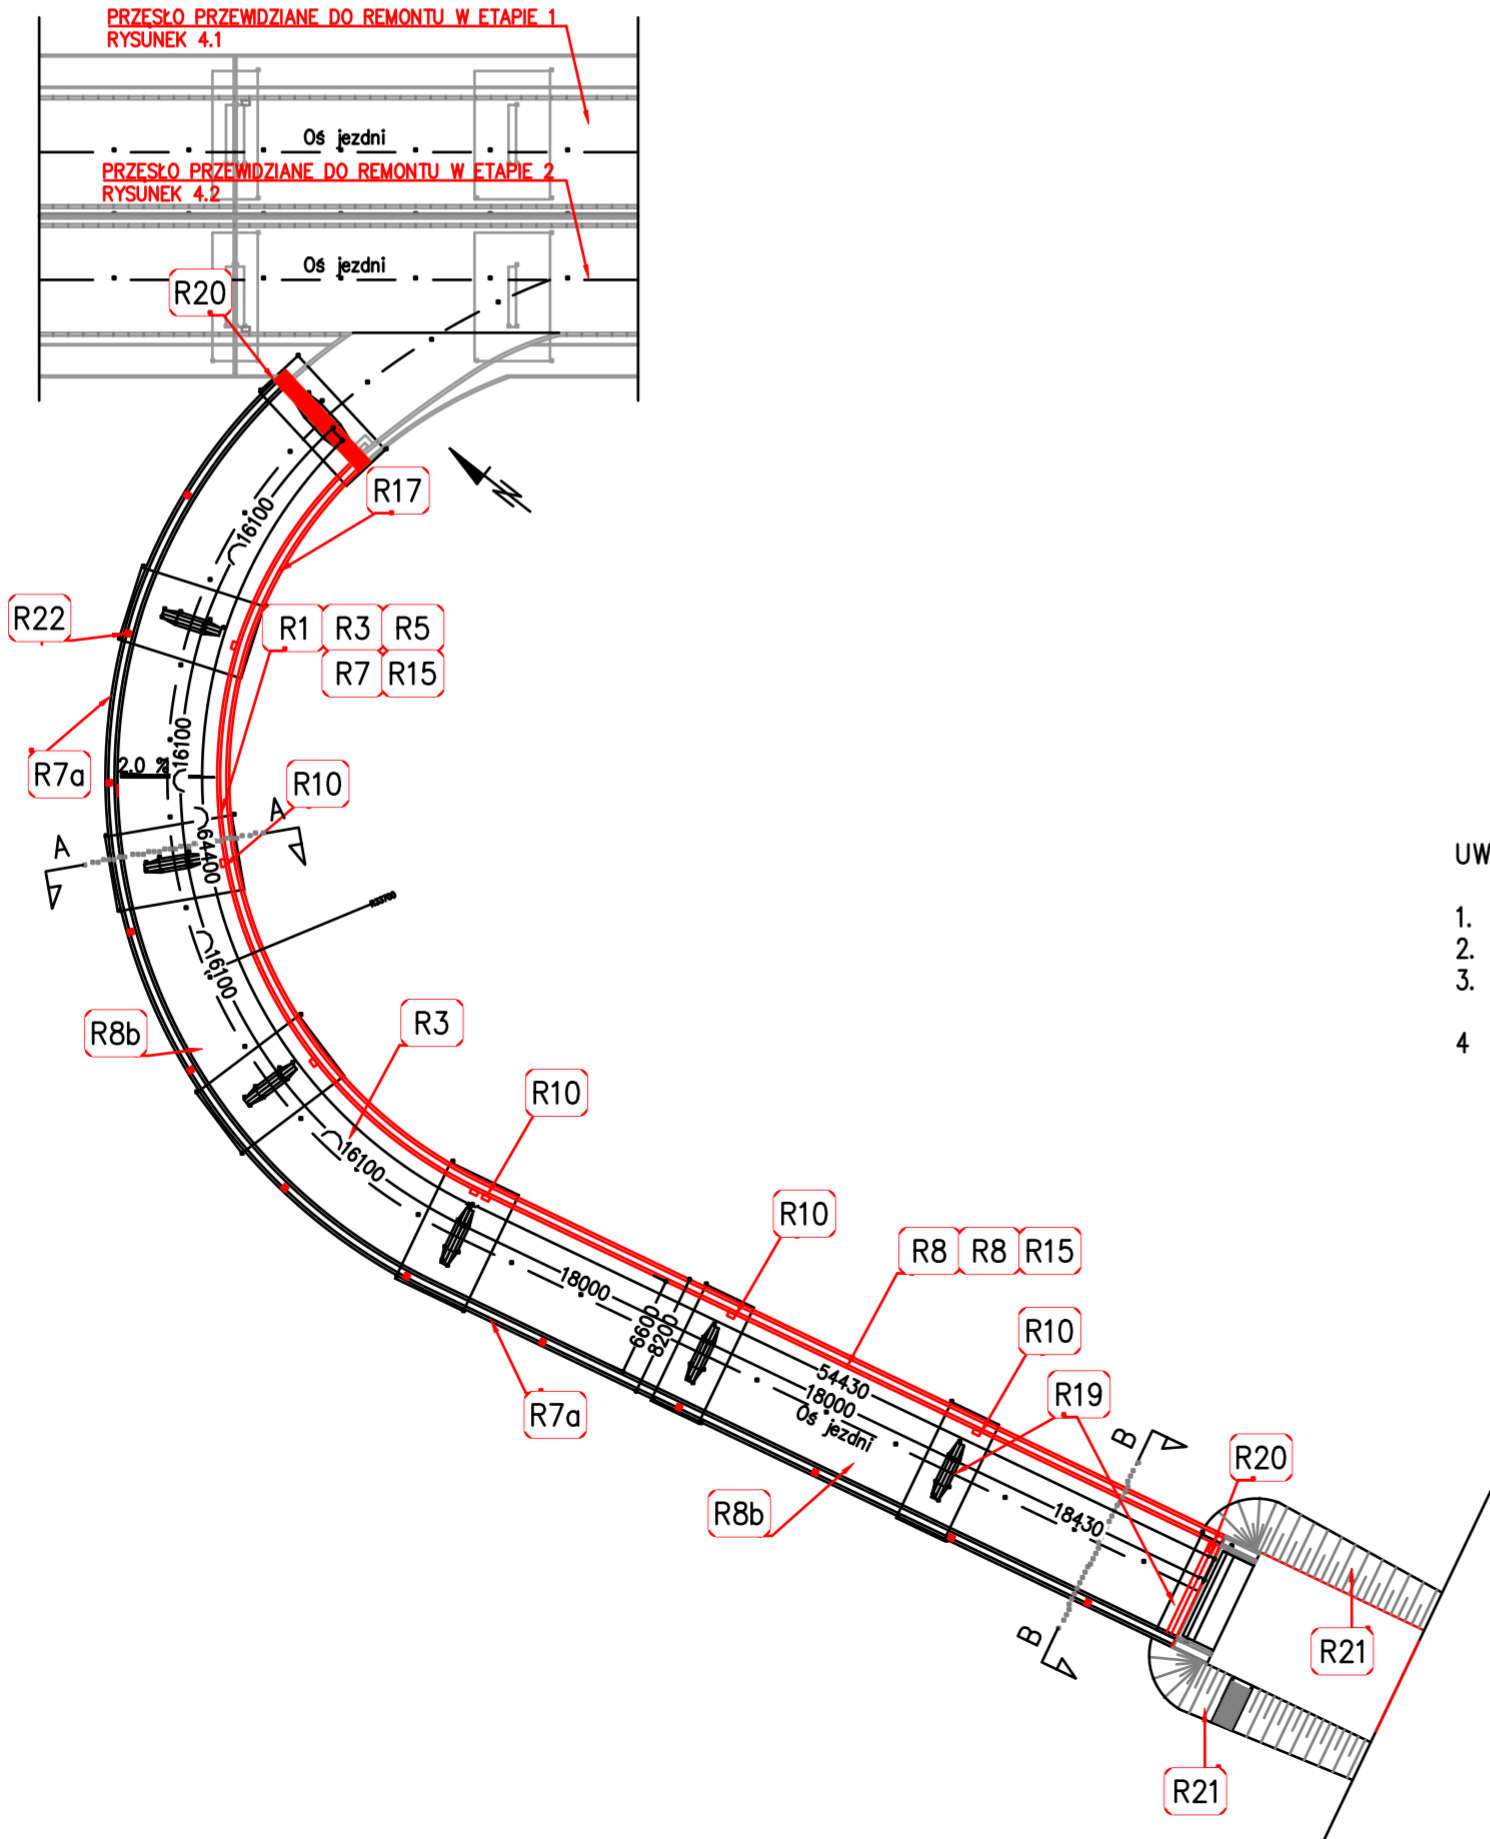 PRZĘSŁO PRZEWIDZIANE DO REMONTU W ETAPIE 1
RYSUNEK 4.1
Oś jezdni
PRZĘSŁO PRZEWIDZIANE DO REMONTU W ETAPIE 2
RYSUNEK 4.2
Oś jezdni
R20
N
R17
16100
R22
R1 R3 R5
R7 R15
16100
R7a
2.0 %
R10
A
A
64400
R33700
UW
1.
2.
3.
4
16100
R8b
R3
R10
16100
R10
18000
R8 R8 R15
6600
8200
R10
54430
18000
Oś jezdni
R19
R7a
B
R20
R8b
18430
B
R21
R21